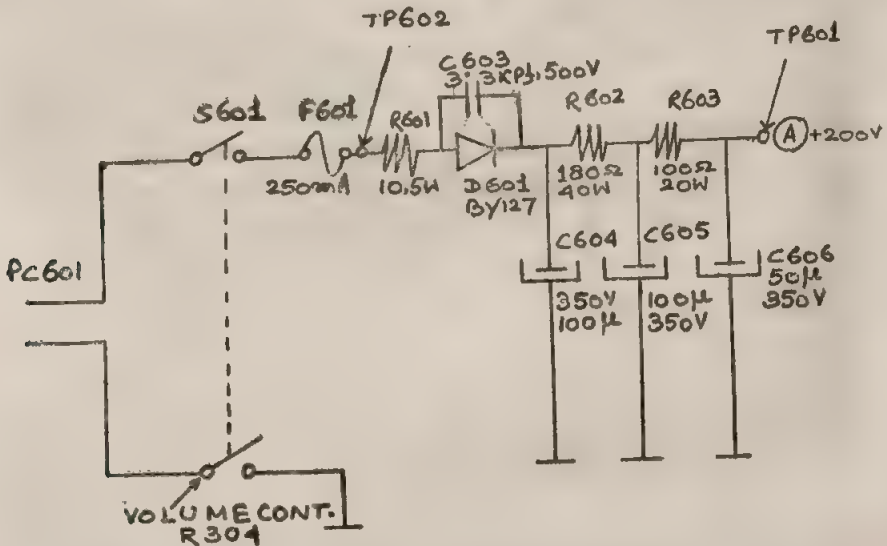 TP602
TP601
C603
3.3Kpf,500V
S601
F601
R601
R602
R603
A
+200V
250mA
10,5W
D601
BY127
180Ω
40W
100Ω
20W
PC601
C604
350V
100μ
C605
100μ
350V
C606
50μ
350V
VOLUME CONT.
R304